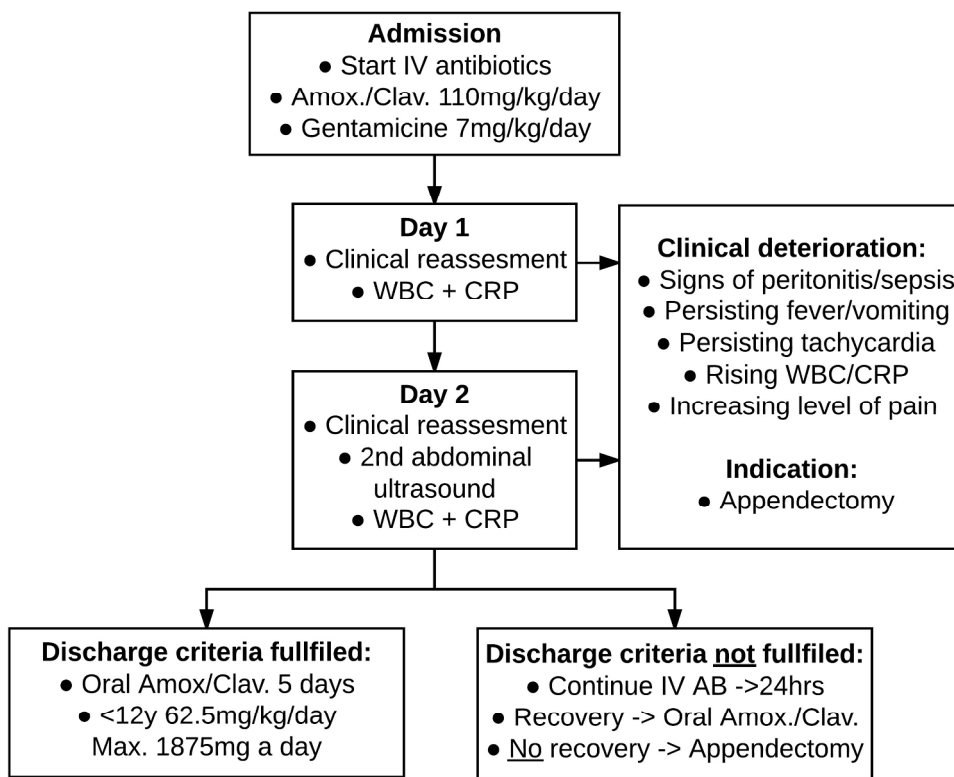 Admission
● Start IV antibiotics
● Amox./Clav. 110mg/kg/day
● Gentamicine 7mg/kg/day
Day 1
● Clinical reassesment
● WBC + CRP
Clinical deterioration:
● Signs of peritonitis/sepsis
● Persisting fever/vomiting
● Persisting tachycardia
● Rising WBC/CRP
● Increasing level of pain
Indication:
● Appendectomy
Day 2
● Clinical reassesment
● 2nd abdominal
ultrasound
● WBC + CRP
Discharge criteria fullfiled:
● Oral Amox/Clav. 5 days
● <12y 62.5mg/kg/day
Max. 1875mg a day
Discharge criteria not fullfiled:
● Continue IV AB ->24hrs
● Recovery -> Oral Amox./Clav.
● No recovery -> Appendectomy